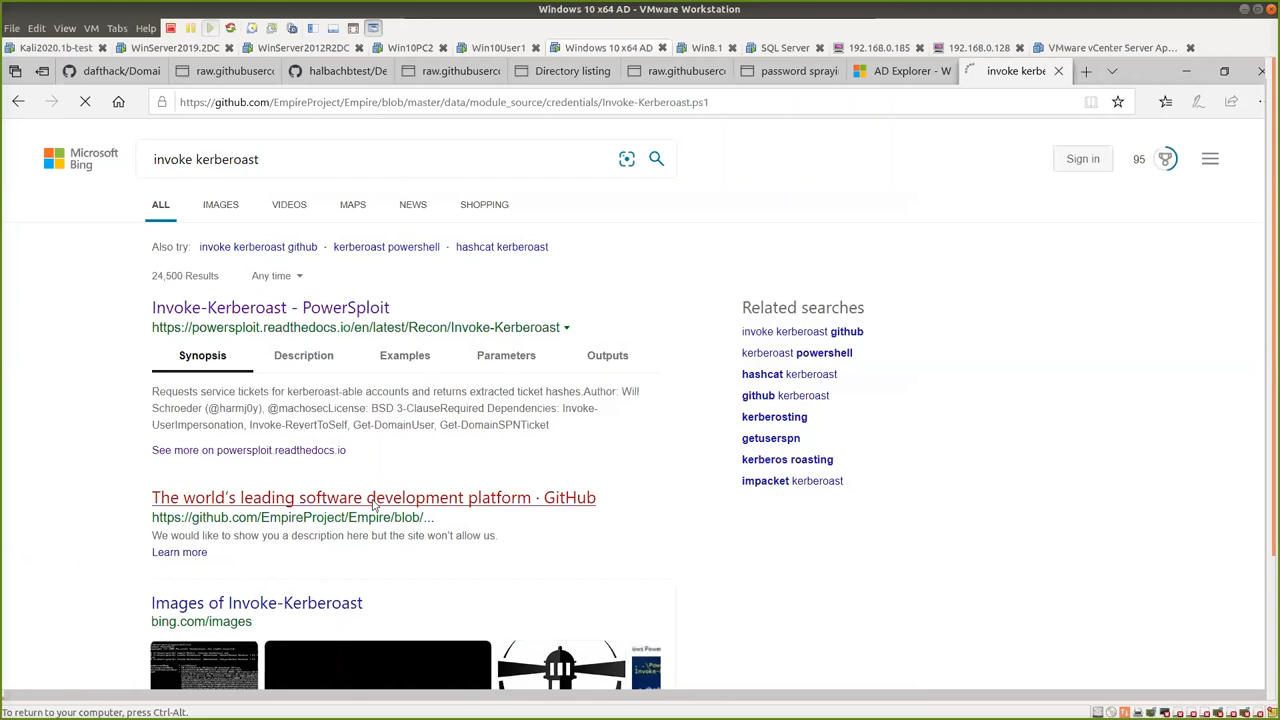 Windows 10 x64 AD - VMware Workstation
File Edit View VM Tabs Help
Kali2020.1b-test WinServer2019.2DC WinServer2012R2DC Win10PC2 Win10User1 Windows 10 x64 AD Win8.1 SQL Server 192.168.0.185 192.168.0.128 VMware vCenter Server Ap...
dafthack/Domai raw.githubuserco halbachbtest/De raw.githubuserco Directory listing raw.githubuserco password sprayi AD Explorer - W invoke kerbe
https://github.com/EmpireProject/Empire/blob/master/data/module_source/credentials/Invoke-Kerberoast.ps1
Microsoft Bing
invoke kerberoast
Sign in 95
ALL IMAGES VIDEOS MAPS NEWS SHOPPING
Also try: invoke kerberoast github · kerberoast powershell · hashcat kerberoast
24,500 Results Any time
Invoke-Kerberoast - PowerSploit
https://powersploit.readthedocs.io/en/latest/Recon/Invoke-Kerberoast
Synopsis Description Examples Parameters Outputs
Requests service tickets for kerberoast-able accounts and returns extracted ticket hashes.Author: Will
Schroeder (@harmj0y), @machosecLicense: BSD 3-ClauseRequired Dependencies: Invoke-
UserImpersonation, Invoke-RevertToSelf, Get-DomainUser, Get-DomainSPNTicket
See more on powersploit.readthedocs.io
The world's leading software development platform · GitHub
https://github.com/EmpireProject/Empire/blob/...
We would like to show you a description here but the site won't allow us.
Learn more
Images of Invoke-Kerberoast
bing.com/images
Related searches
invoke kerberoast github
kerberoast powershell
hashcat kerberoast
github kerberoast
kerberosting
getuserspn
kerberos roasting
impacket kerberoast
To return to your computer, press Ctrl-Alt.